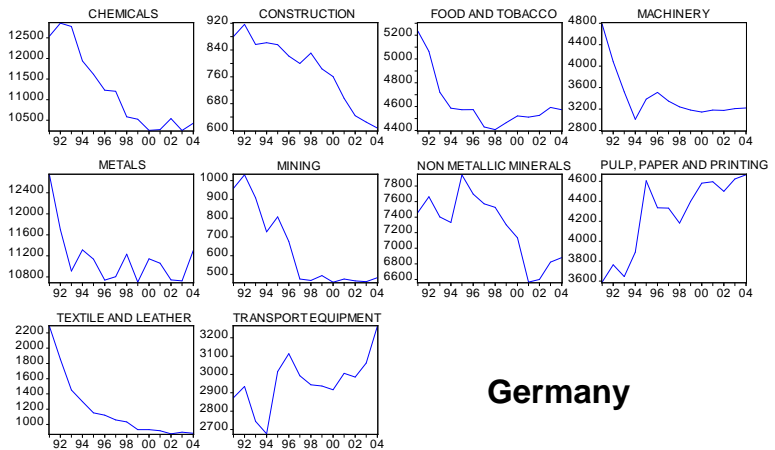 CHEMICALS
12500
12000
11500
11000
10500
92 94 96 98 00 02 04
CONSTRUCTION
920
840
760
680
600
92 94 96 98 00 02 04
FOOD AND TOBACCO
5200
5000
4800
4600
4400
92 94 96 98 00 02 04
MACHINERY
4800
4400
4000
3600
3200
2800
92 94 96 98 00 02 04
METALS
12400
12000
11600
11200
10800
92 94 96 98 00 02 04
MINING
1000
900
800
700
600
500
92 94 96 98 00 02 04
NON METALLIC MINERALS
7800
7600
7400
7200
7000
6800
6600
92 94 96 98 00 02 04
PULP, PAPER AND PRINTING
4600
4400
4200
4000
3800
3600
92 94 96 98 00 02 04
TEXTILE AND LEATHER
2200
2000
1800
1600
1400
1200
1000
92 94 96 98 00 02 04
TRANSPORT EQUIPMENT
3200
3100
3000
2900
2800
2700
92 94 96 98 00 02 04
Germany